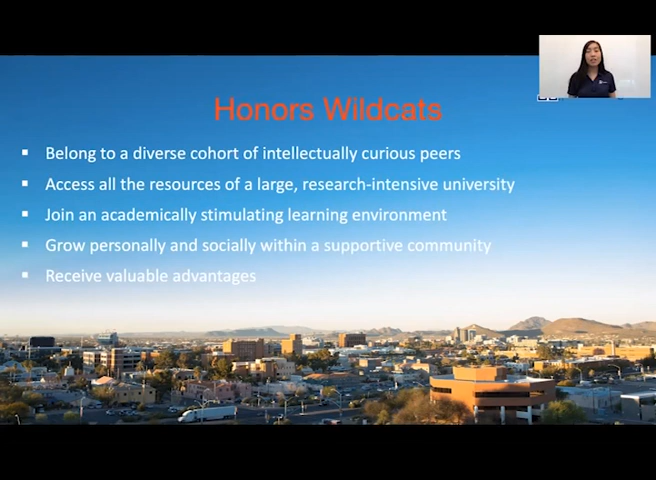 Honors Wildcats
▪ Belong to a diverse cohort of intellectually curious peers
▪ Access all the resources of a large, research-intensive university
▪ Join an academically stimulating learning environment
▪ Grow personally and socially within a supportive community
▪ Receive valuable advantages